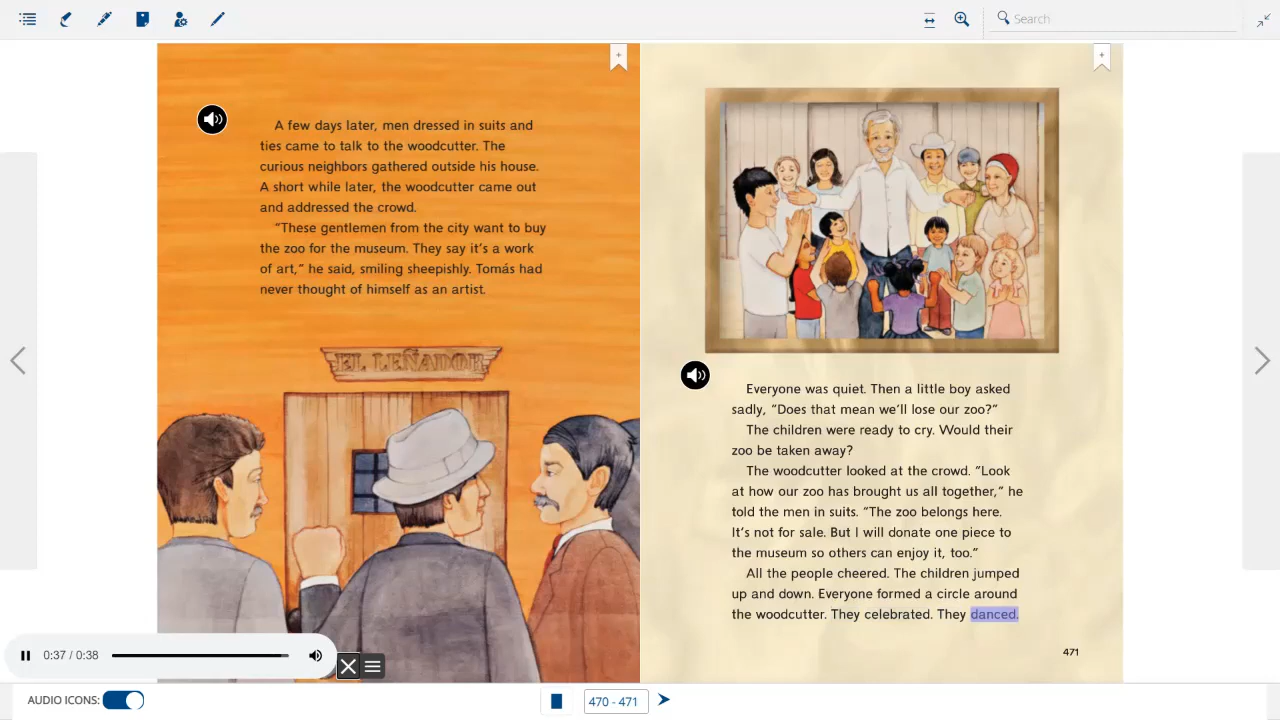 Search
A few days later, men dressed in suits and
ties came to talk to the woodcutter. The
curious neighbors gathered outside his house.
A short while later, the woodcutter came out
and addressed the crowd.
“These gentlemen from the city want to buy
the zoo for the museum. They say it’s a work
of art,” he said, smiling sheepishly. Tomás had
never thought of himself as an artist.
EL LEÑADOR
Everyone was quiet. Then a little boy asked
sadly, “Does that mean we’ll lose our zoo?”
The children were ready to cry. Would their
zoo be taken away?
The woodcutter looked at the crowd. “Look
at how our zoo has brought us all together,” he
told the men in suits. “The zoo belongs here.
It’s not for sale. But I will donate one piece to
the museum so others can enjoy it, too.”
All the people cheered. The children jumped
up and down. Everyone formed a circle around
the woodcutter. They celebrated. They danced.
471
0:37 / 0:38
AUDIO ICONS:
470 - 471